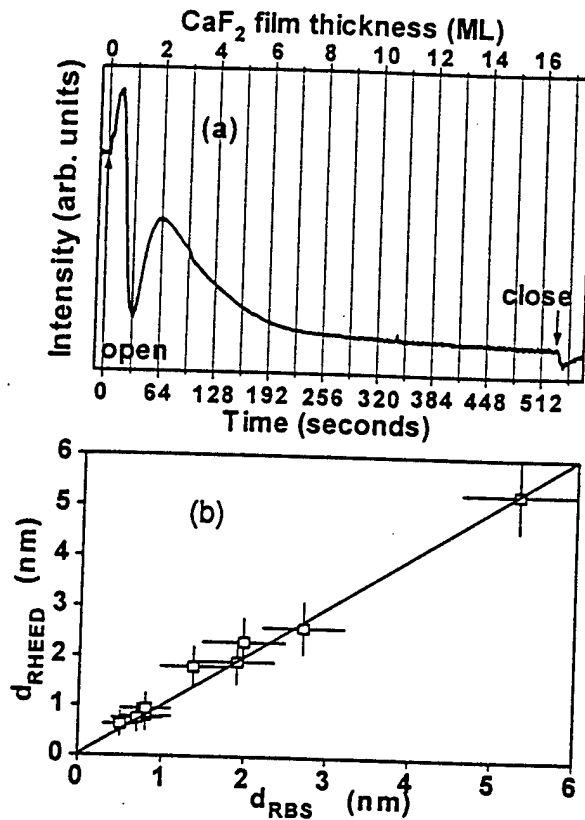 CaF₂ film thickness (ML)
0 2 4 6 8 10 12 14 16
(a)
Intensity (arb. units)
close
open
0 64 128 192 256 320 384 448 512
Time (seconds)
6
(b)
5
4
3
2
1
0
d_RHEED (nm)
0 1 2 3 4 5 6
d_RBS (nm)